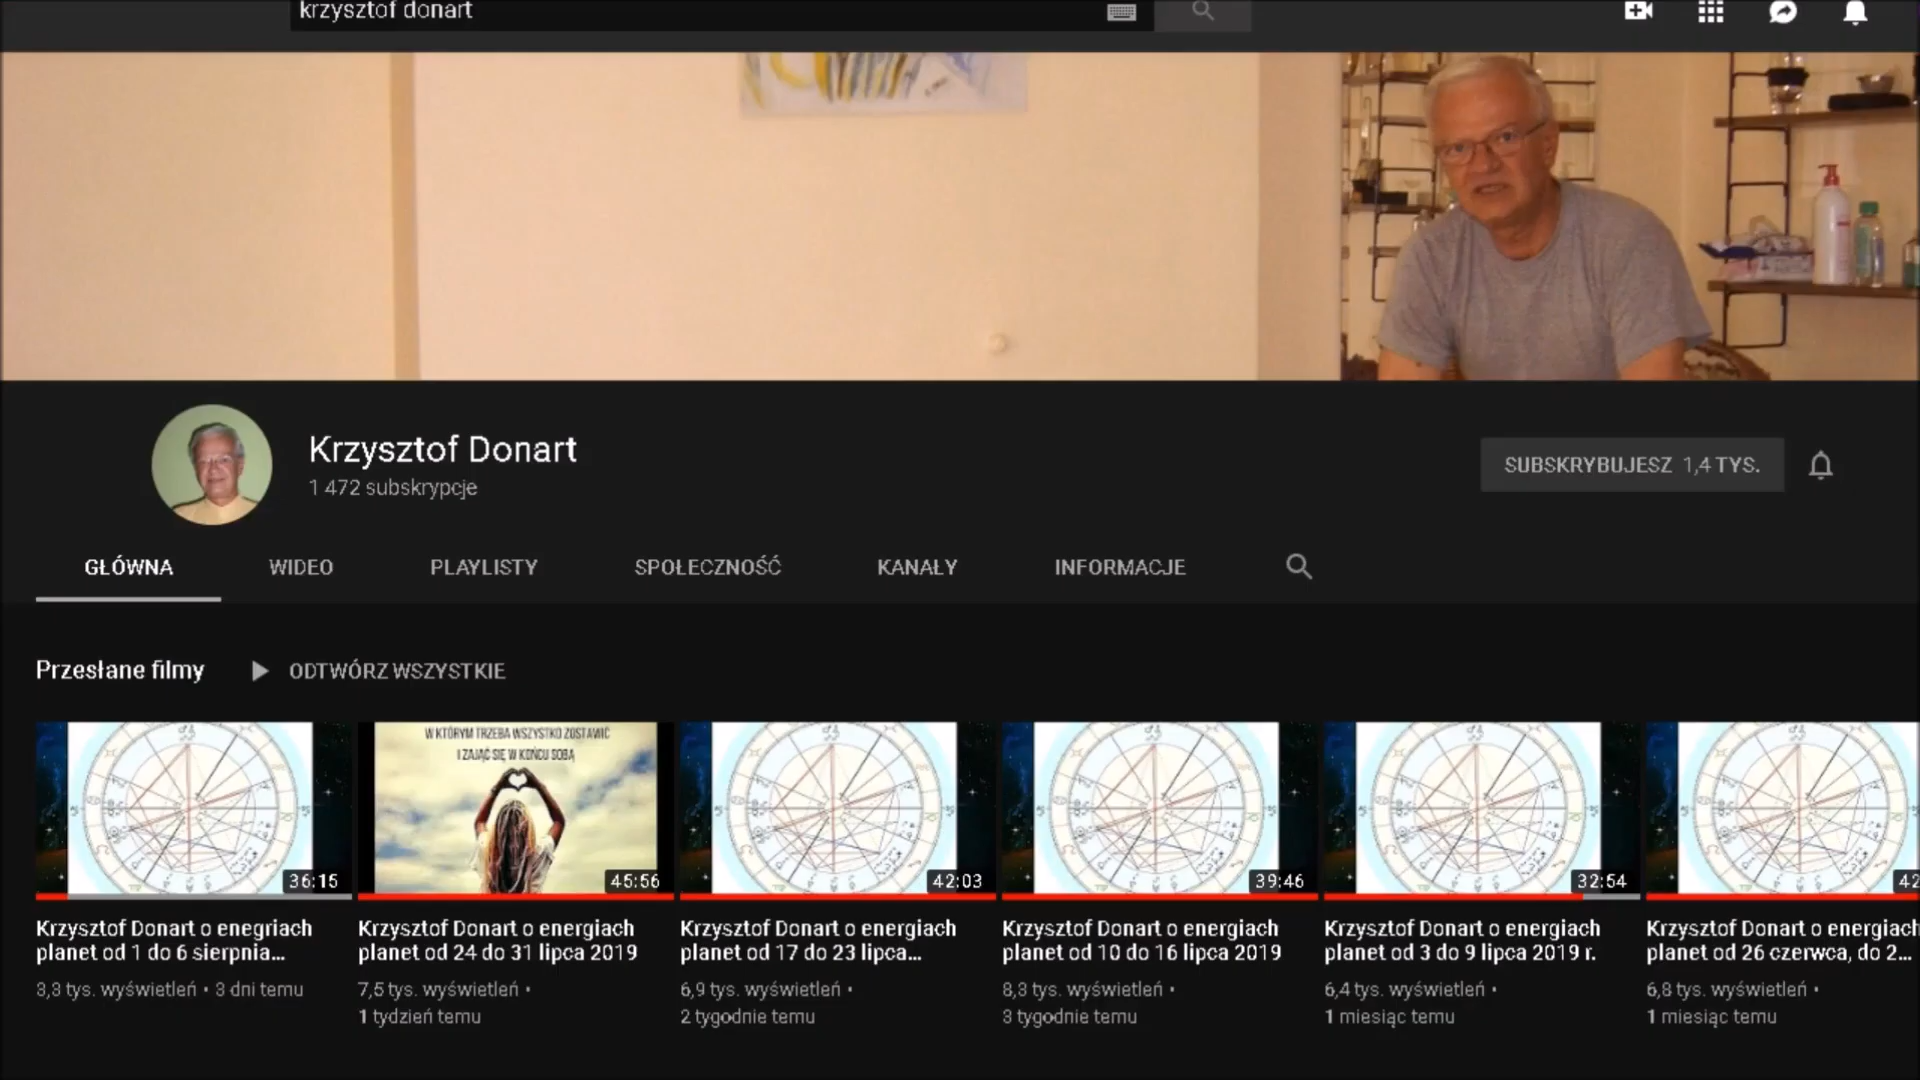 krzysztof donart
Krzysztof Donart
1 472 subskrypcje
SUBSKRYBUJESZ 1,4 TYS.
GŁÓWNA WIDEO PLAYLISTY SPOŁECZNOŚĆ KANAŁY INFORMACJE
Przesłane filmy ODTWÓRZ WSZYSTKIE
36:15
Krzysztof Donart o enegriach
planet od 1 do 6 sierpnia...
3,3 tys. wyświetleń • 3 dni temu
W KTÓRYM TRZEBA WSZYSTKO ZOSTAWIĆ
I ZAJĄĆ SIĘ W KOŃCU SOBĄ
45:56
Krzysztof Donart o energiach
planet od 24 do 31 lipca 2019
7,5 tys. wyświetleń •
1 tydzień temu
42:03
Krzysztof Donart o energiach
planet od 17 do 23 lipca...
6,9 tys. wyświetleń •
2 tygodnie temu
39:46
Krzysztof Donart o energiach
planet od 10 do 16 lipca 2019
8,3 tys. wyświetleń •
3 tygodnie temu
32:54
Krzysztof Donart o energiach
planet od 3 do 9 lipca 2019 r.
6,4 tys. wyświetleń •
1 miesiąc temu
42
Krzysztof Donart o energiach
planet od 26 czerwca, do 2...
6,8 tys. wyświetleń •
1 miesiąc temu